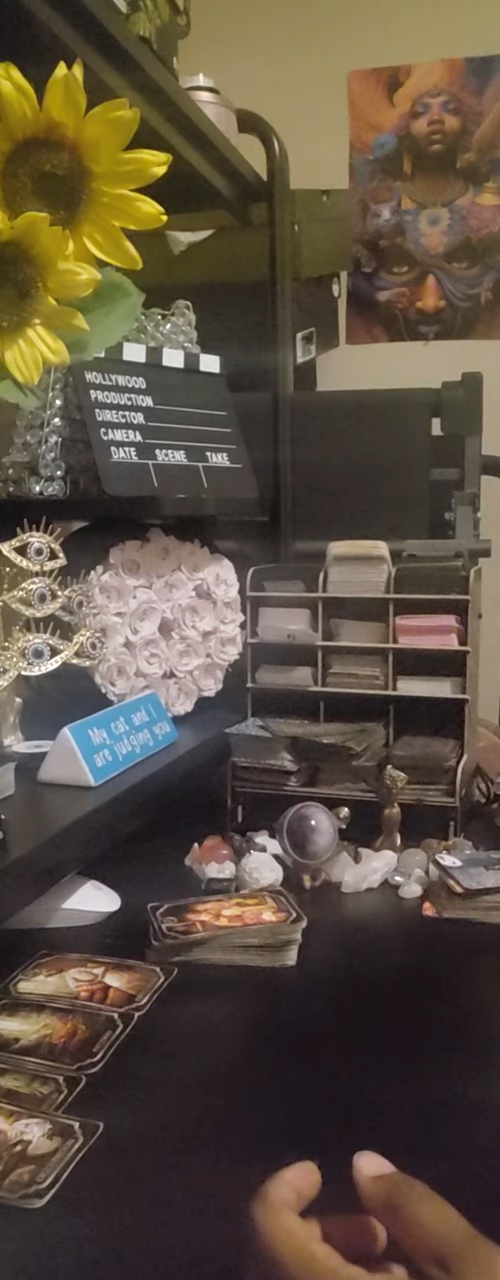 HOLLYWOOD
PRODUCTION
DIRECTOR
CAMERA
DATE SCENE TAKE
My cat and I
are judging you